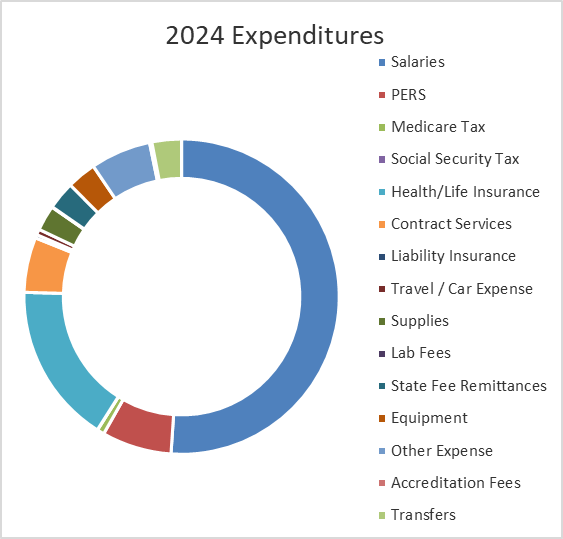 2024 Expenditures
Salaries
PERS
Medicare Tax
Social Security Tax
Health/Life Insurance
Contract Services
Liability Insurance
Travel / Car Expense
Supplies
Lab Fees
State Fee Remittances
Equipment
Other Expense
Accreditation Fees
Transfers